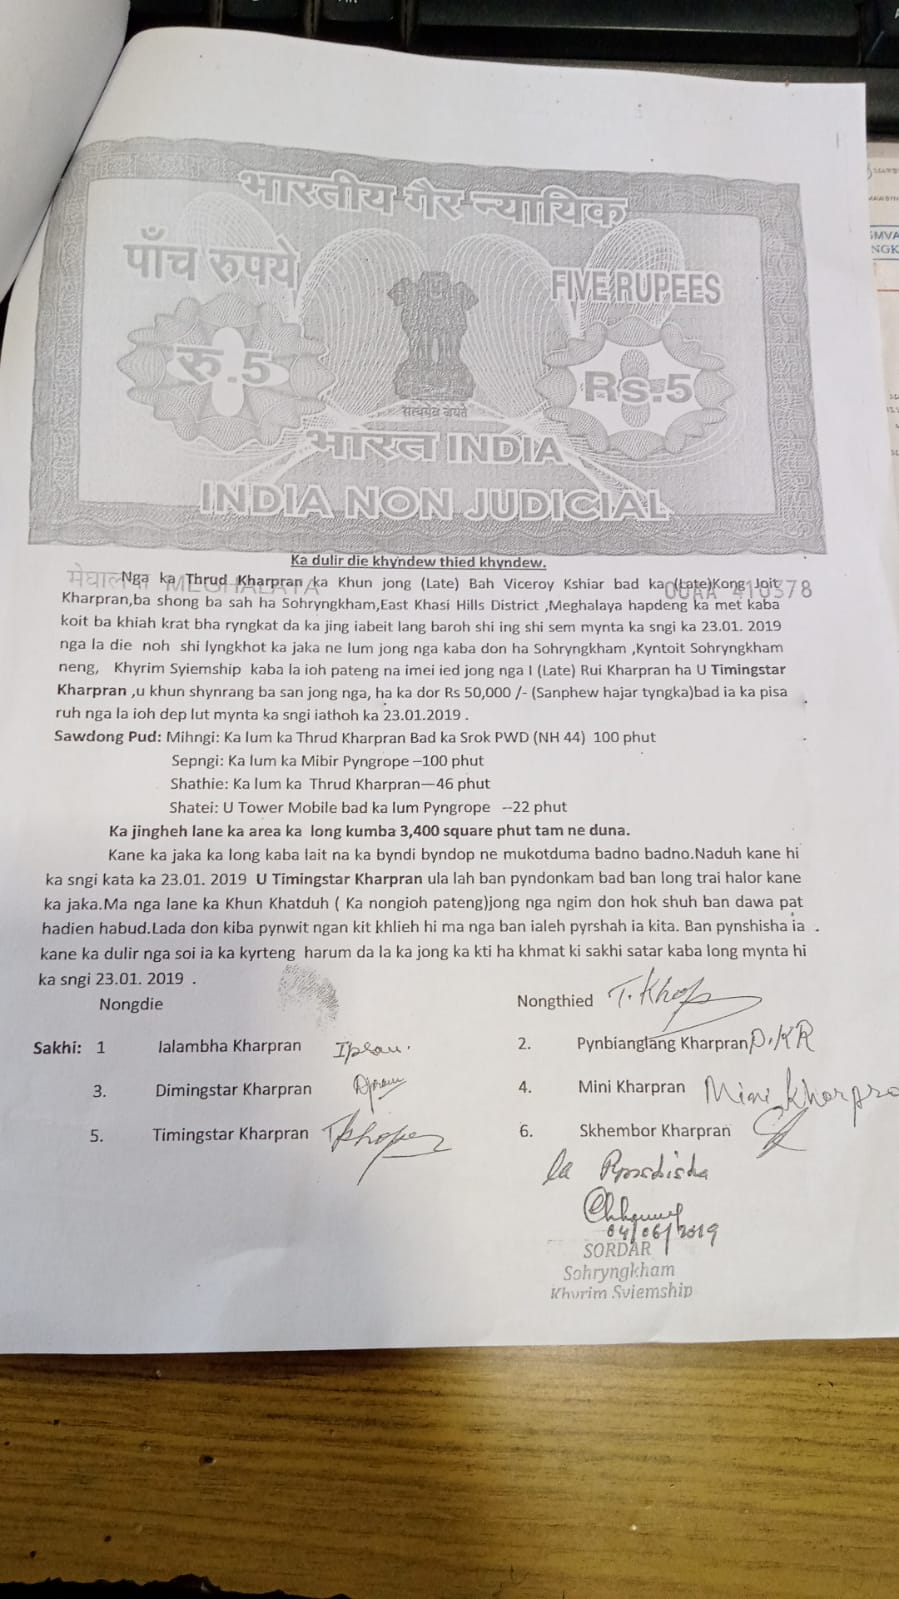 भारतीय गैर न्यायिक
पाँच रुपये
FIVE RUPEES
रु.5
Rs.5
सत्यमेव जयते
भारत INDIA
INDIA NON JUDICIAL
Ka dulir die khyndew thied khyndew.
MEGHALAYA
Nga ka Thrud Kharpran ka Khun jong (Late) Bah Viceroy Kshiar bad ka (Late)Kong Joit
Kharpran,ba shong ba sah ha Sohryngkham,East Khasi Hills District ,Meghalaya hapdeng ka met kaba
koit ba khiah krat bha ryngkat da ka jing iabeit lang baroh shi ing shi sem mynta ka sngi ka 23.01. 2019
nga la die noh shi lyngkhot ka jaka ne lum jong nga kaba don ha Sohryngkham ,Kyntoit Sohryngkham
neng, Khyrim Syiemship kaba la ioh pateng na imei ied jong nga I (Late) Rui Kharpran ha U Timingstar
Kharpran ,u khun shynrang ba san jong nga, ha ka dor Rs 50,000 /- (Sanphew hajar tyngka)bad ia ka pisa
ruh nga la ioh dep lut mynta ka sngi iathoh ka 23.01.2019 .
Sawdong Pud: Mihngi: Ka lum ka Thrud Kharpran Bad ka Srok PWD (NH 44) 100 phut
Sepngi: Ka lum ka Mibir Pyngrope –100 phut
Shathie: Ka lum ka Thrud Kharpran—46 phut
Shatei: U Tower Mobile bad ka lum Pyngrope --22 phut
Ka jingheh lane ka area ka long kumba 3,400 square phut tam ne duna.
Kane ka jaka ka long kaba lait na ka byndi byndop ne mukotduma badno badno.Naduh kane hi
ka sngi kata ka 23.01. 2019 U Timingstar Kharpran ula lah ban pyndonkam bad ban long trai halor kane
ka jaka.Ma nga lane ka Khun Khatduh ( Ka nongioh pateng)jong nga ngim don hok shuh ban dawa pat
hadien habud.Lada don kiba pynwit ngan kit khlieh hi ma nga ban ialeh pyrshah ia kita. Ban pynshisha ia
kane ka dulir nga soi ia ka kyrteng harum da la ka jong ka kti ha khmat ki sakhi satar kaba long mynta hi
ka sngi 23.01. 2019 .
Nongdie
Nongthied
Sakhi: 1 Ialambha Kharpran
2. Pynbianglang Kharpran P.KR
3. Dimingstar Kharpran
4. Mini Kharpran Mini Kharpra
5. Timingstar Kharpran
6. Skhembor Kharpran
la
04/06/2019
SORDAR
Sohryngkham
Khyrim Syiemship